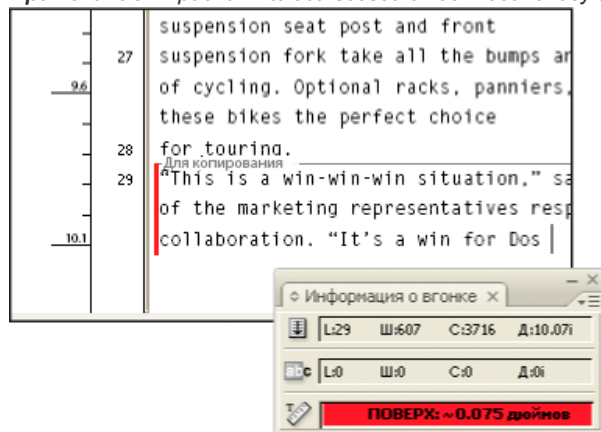 suspension seat post and front
27 suspension fork take all the bumps an
9.6 of cycling. Optional racks, panniers,
these bikes the perfect choice
28 for touring.
Для копирования
29 “This is a win-win-win situation,” sa
of the marketing representatives resp
10.1 collaboration. “It's a win for Dos
Информация о вгонке
L:29 Ш:607 С:3716 Д:10.07i
abc L:0 Ш:0 С:0 Д:0i
ПОВЕРХ: ~0.075 дюймов